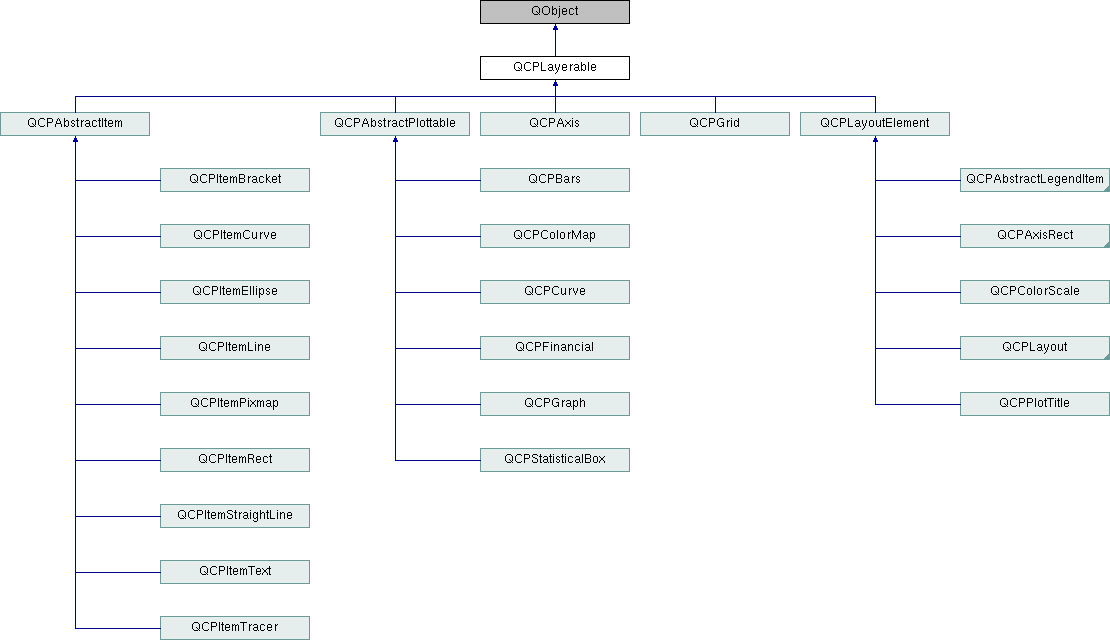 QObject
QCPLayerable
QCPAbstractItem
QCPAbstractPlottable
QCPAxis
QCPGrid
QCPLayoutElement
QCPItemBracket
QCPBars
QCPAbstractLegendItem
QCPItemCurve
QCPColorMap
QCPAxisRect
QCPItemEllipse
QCPCurve
QCPColorScale
QCPItemLine
QCPFinancial
QCPLayout
QCPItemPixmap
QCPGraph
QCPPlotTitle
QCPItemRect
QCPStatisticalBox
QCPItemStraightLine
QCPItemText
QCPItemTracer